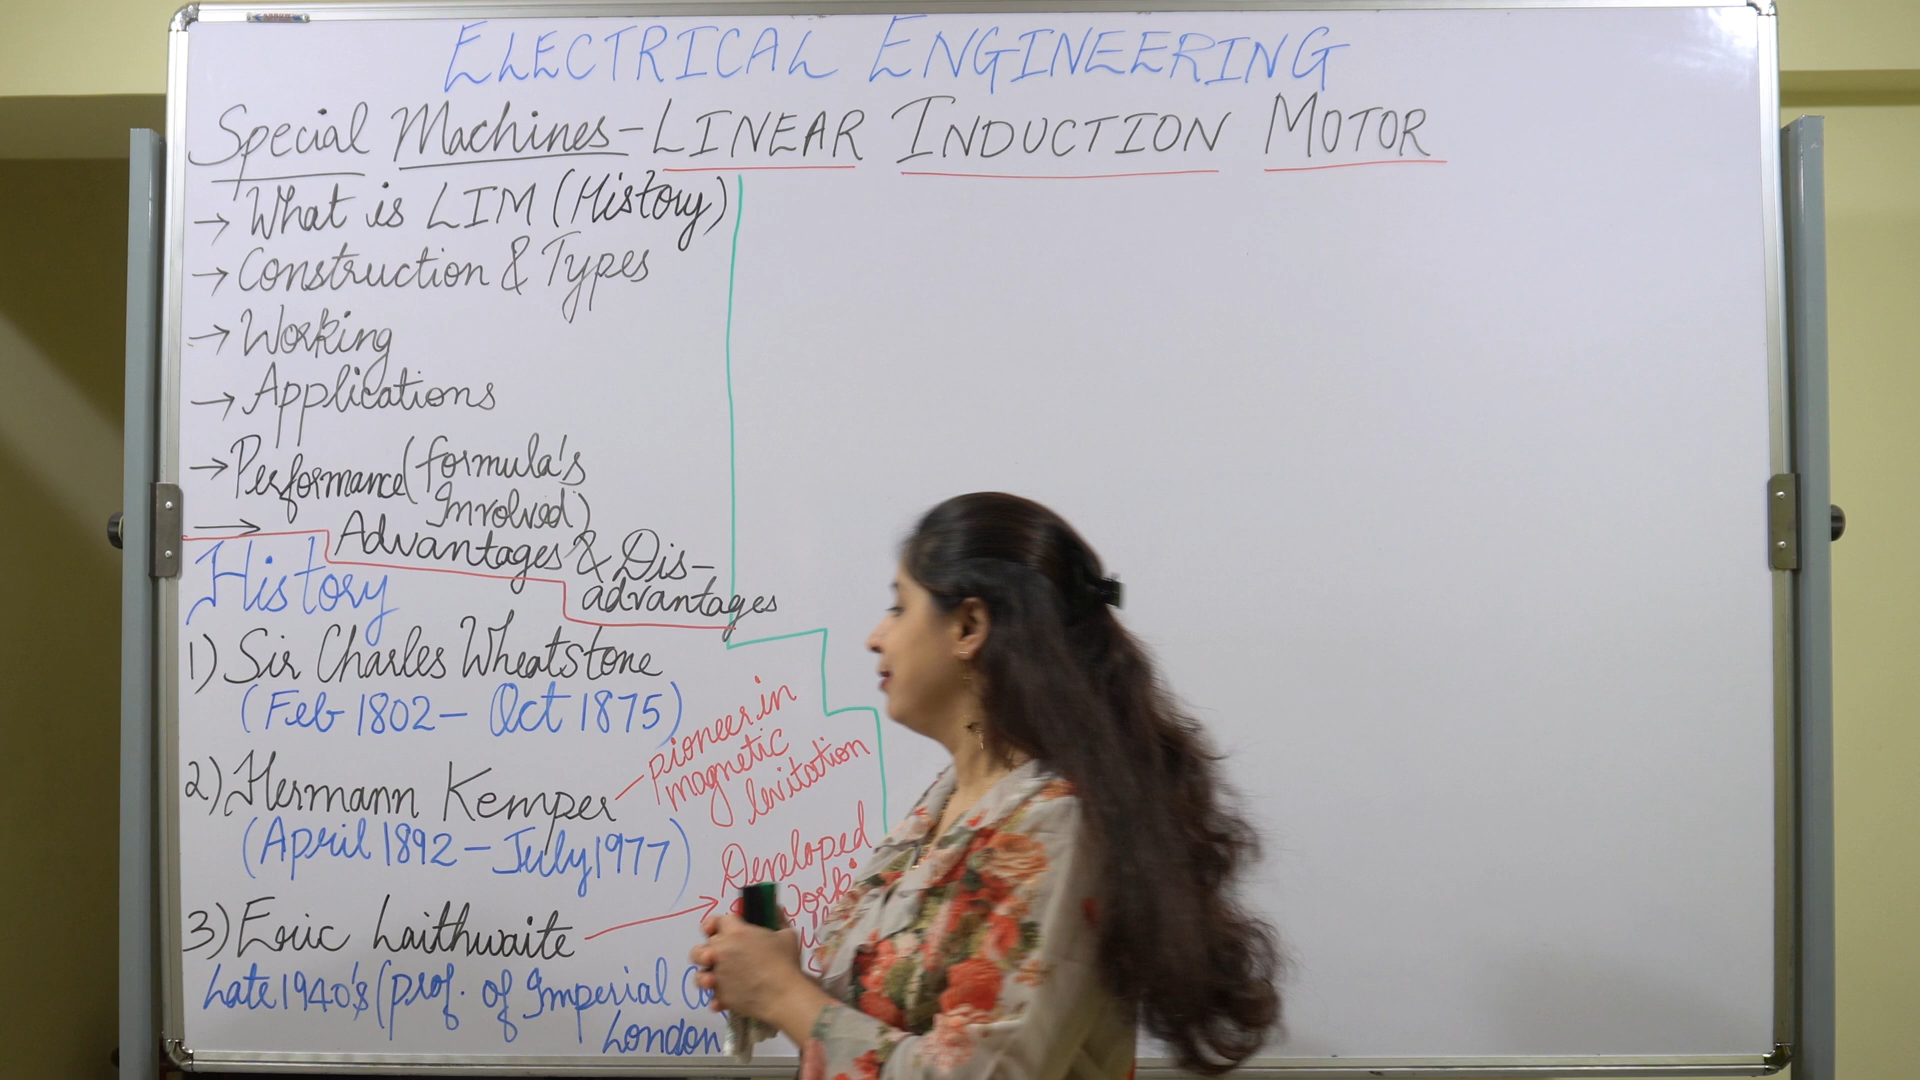 ELECTRICAL ENGINEERING
Special Machines - LINEAR INDUCTION MOTOR
→ What is LIM (History)
→ Construction & Types
→ Working
→ Applications
→ Performance (formula's
Involved)
→ Advantages & Dis-
advantages
History
1) Sir Charles Wheatstone
(Feb 1802 - Oct 1875)
2) Hermann Kemper
pioneer in
magnetic
levitation
(April 1892 - July 1977)
3) Eric Laithwaite
Developed
Work
Late 1940's (prof. of Imperial
London